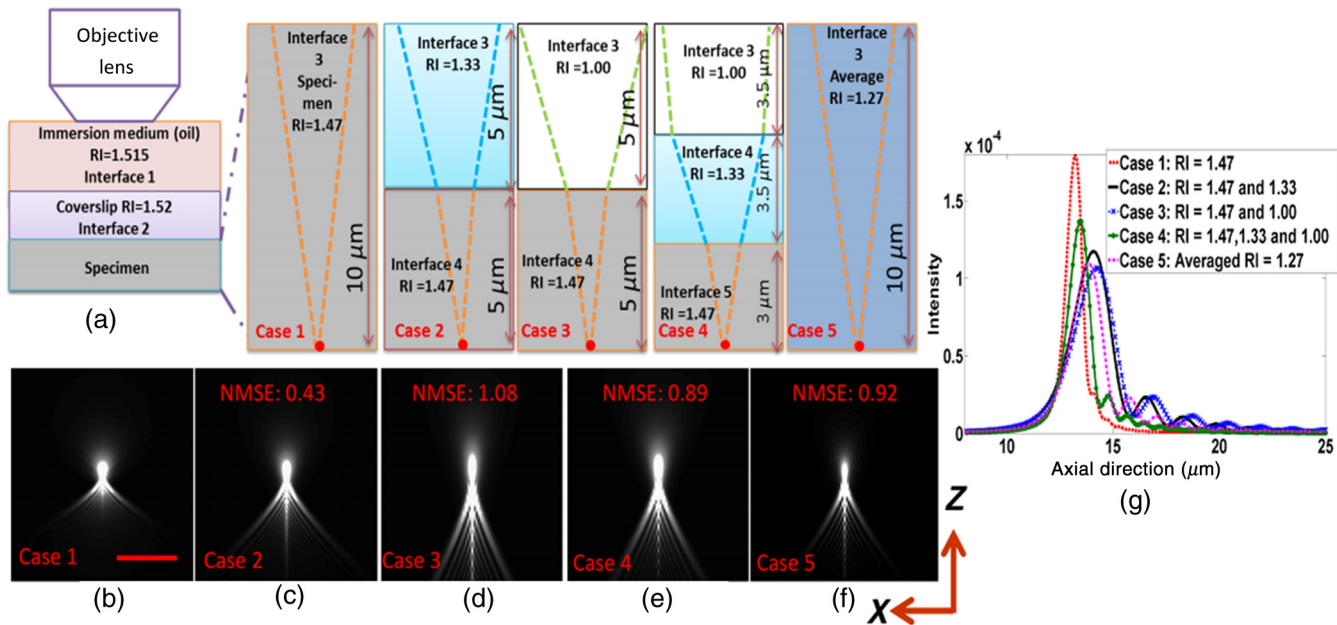 Objective
lens
Immersion medium (oil)
RI=1.515
Interface 1
Coverslip RI=1.52
Interface 2
Specimen
(a)
Interface
3
Speci-
men
RI=1.47
10 μm
Case 1
Interface 3
RI =1.33
5 μm
Interface 4
RI =1.47
5 μm
Case 2
Interface 3
RI =1.00
5 μm
Interface 4
RI =1.47
5 μm
Case 3
Interface 3
RI =1.00
3.5 μm
Interface 4
RI =1.33
3.5 μm
Interface 5
RI =1.47
3 μm
Case 4
Interface
3
Average
RI =1.27
10 μm
Case 5
Case 1
(b)
NMSE: 0.43
Case 2
(c)
NMSE: 1.08
Case 3
(d)
NMSE: 0.89
Case 4
(e)
NMSE: 0.92
Case 5
(f)
Z
X
x 10-4
1.5
1
0.5
0
Intensity
Case 1: RI = 1.47
Case 2: RI = 1.47 and 1.33
Case 3: RI = 1.47 and 1.00
Case 4: RI = 1.47,1.33 and 1.00
Case 5: Averaged RI = 1.27
10 15 20 25
Axial direction (μm)
(g)